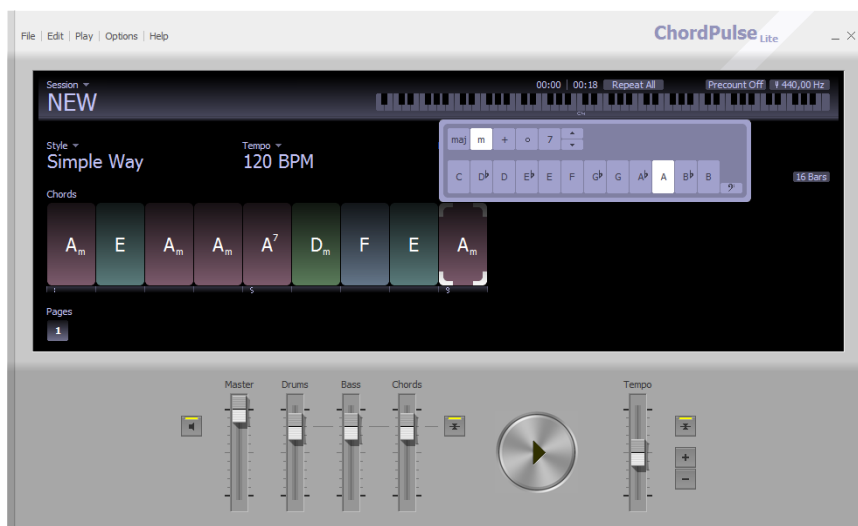 File | Edit | Play | Options | Help
ChordPulse Lite
Session
NEW
00:00 | 00:18 Repeat All Precount Off 440,00 Hz
C4
maj m + o 7
Style
Simple Way
Tempo
120 BPM
C D♭ D E♭ E F G♭ G A♭ A B♭ B
16 Bars
Chords
Am E Am Am A7 Dm F E Am
1 5 9
Pages
1
Master Drums Bass Chords Tempo
+
−